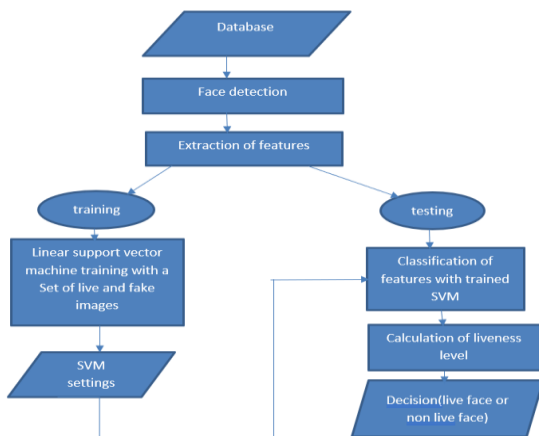 Database
Face detection
Extraction of features
training
testing
Linear support vector
machine training with a
Set of live and fake
images
Classification of
features with trained
SVM
SVM
settings
Calculation of liveness
level
Decision(live face or
non live face)